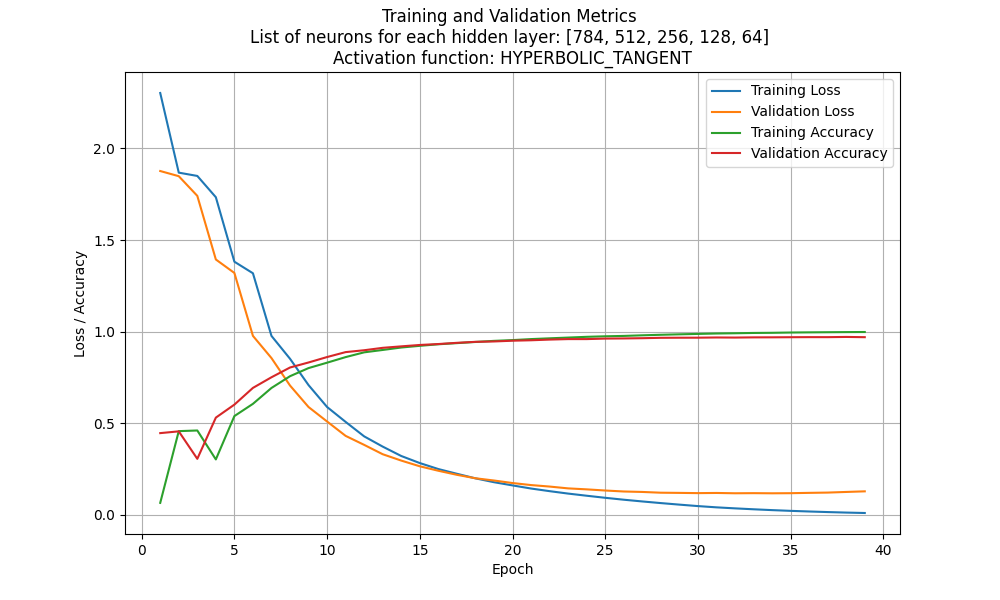 Training and Validation Metrics
List of neurons for each hidden layer: [784, 512, 256, 128, 64]
Activation function: HYPERBOLIC_TANGENT
Training Loss
Validation Loss
Training Accuracy
Validation Accuracy
2.0
1.5
1.0
0.5
0.0
Loss / Accuracy
0 5 10 15 20 25 30 35 40
Epoch